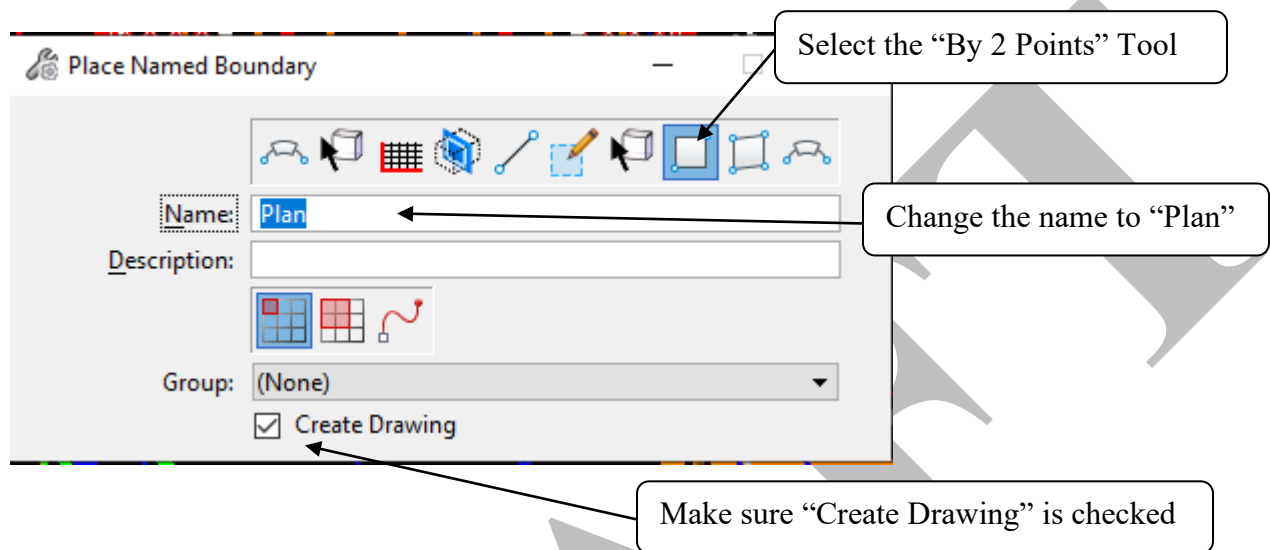 Select the “By 2 Points” Tool
Place Named Boundary
Name: Plan
Change the name to “Plan”
Description:
Group: (None)
Create Drawing
Make sure “Create Drawing” is checked